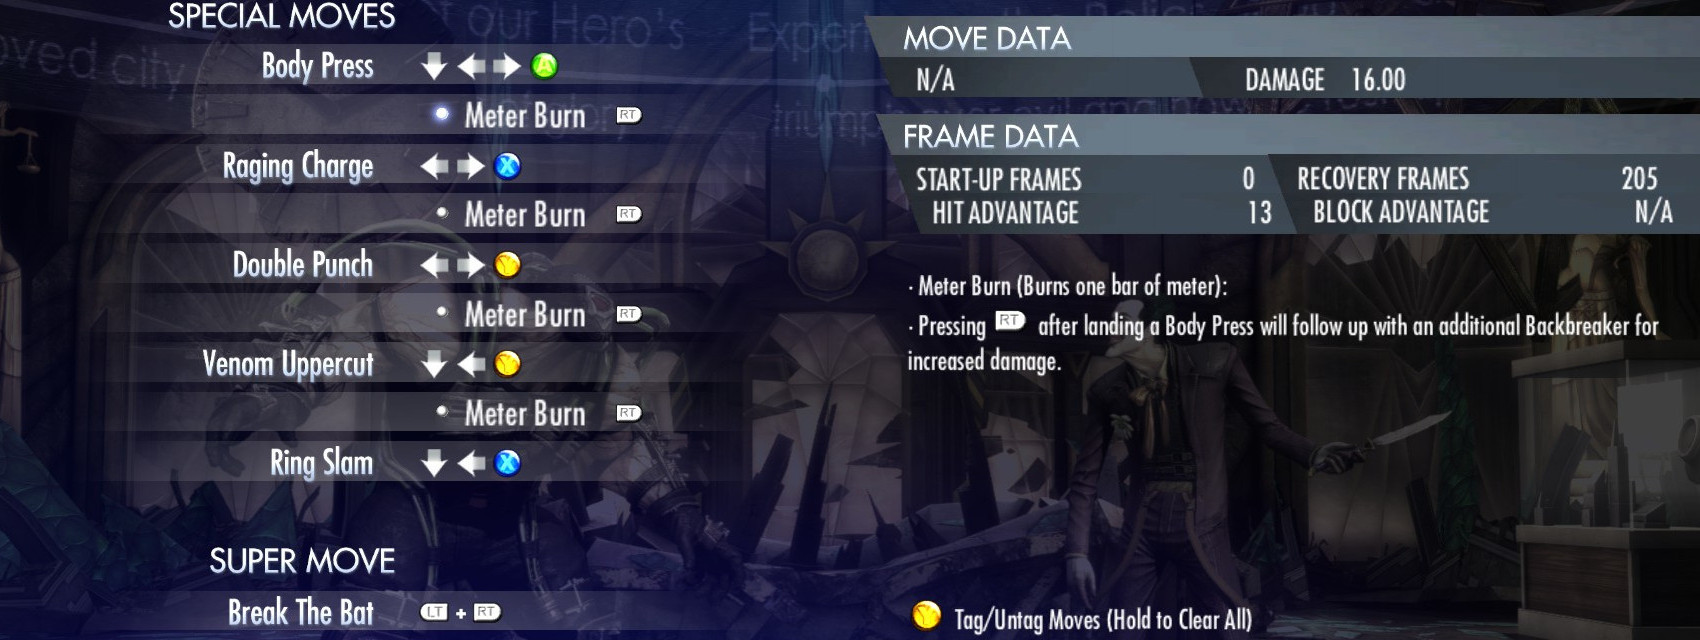 SPECIAL MOVES
Body Press A
Meter Burn RT
Raging Charge X
Meter Burn RT
Double Punch Y
Meter Burn RT
Venom Uppercut Y
Meter Burn RT
Ring Slam X
SUPER MOVE
Break The Bat LT + RT
MOVE DATA
N/A DAMAGE 16.00
FRAME DATA
START-UP FRAMES 0 RECOVERY FRAMES 205
HIT ADVANTAGE 13 BLOCK ADVANTAGE N/A
· Meter Burn (Burns one bar of meter):
· Pressing RT after landing a Body Press will follow up with an additional Backbreaker for
increased damage.
Y Tag/Untag Moves (Hold to Clear All)
our Hero's
oved city